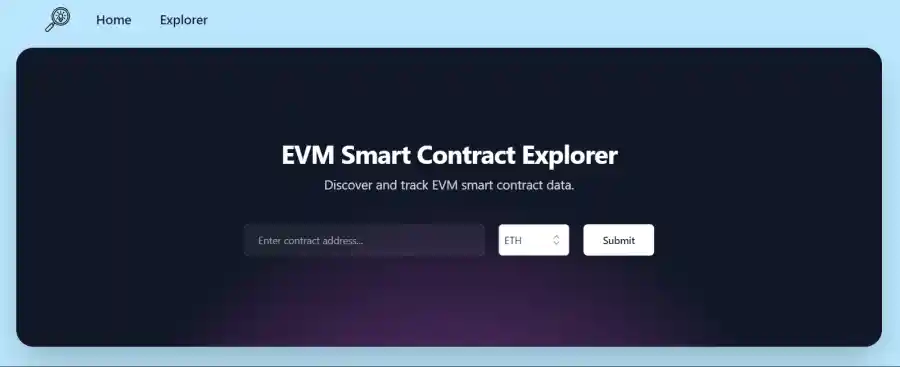 Home Explorer
EVM Smart Contract Explorer
Discover and track EVM smart contract data.
Enter contract address... ETH Submit